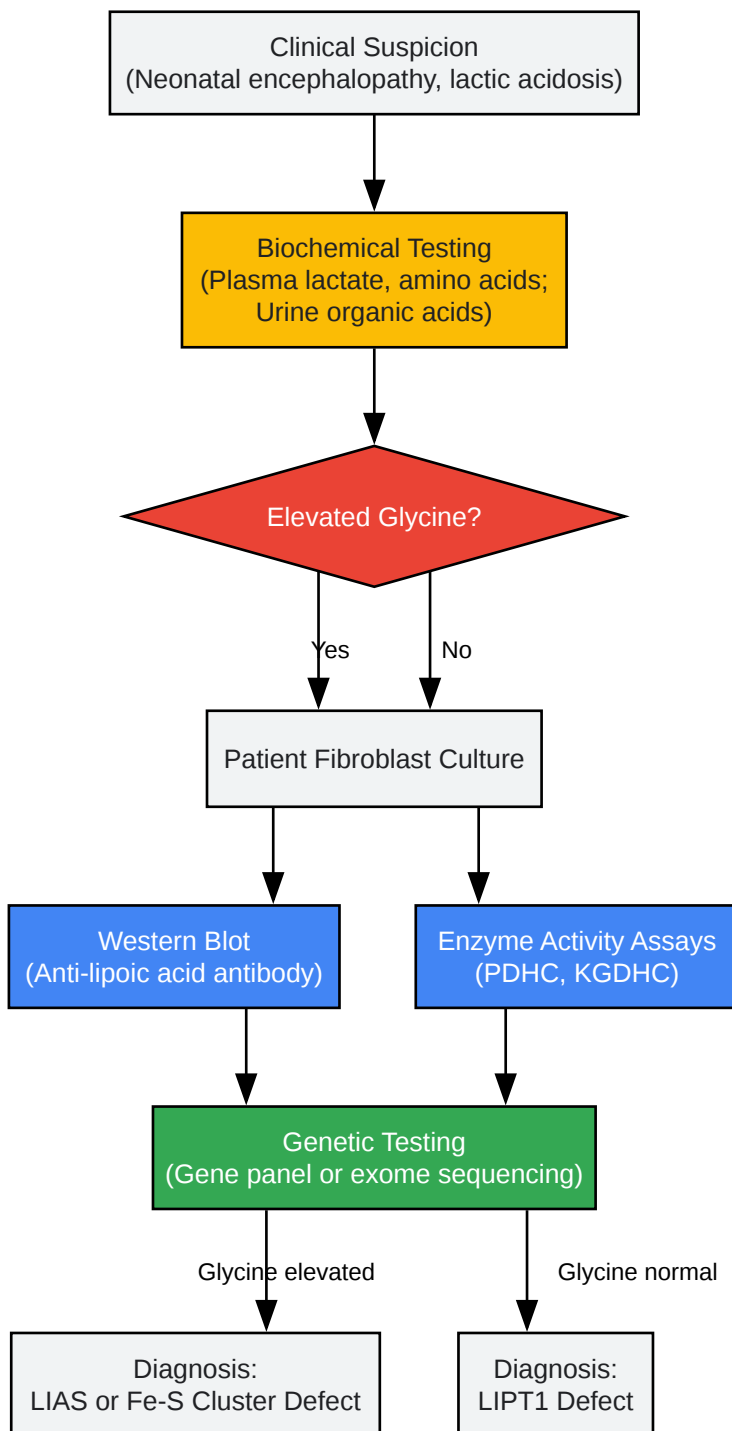 Clinical Suspicion
(Neonatal encephalopathy, lactic acidosis)
Biochemical Testing
(Plasma lactate, amino acids;
Urine organic acids)
Elevated Glycine?
Yes
No
Patient Fibroblast Culture
Western Blot
(Anti-lipoic acid antibody)
Enzyme Activity Assays
(PDHC, KGDHC)
Genetic Testing
(Gene panel or exome sequencing)
Glycine elevated
Glycine normal
Diagnosis:
LIAS or Fe-S Cluster Defect
Diagnosis:
LIPT1 Defect